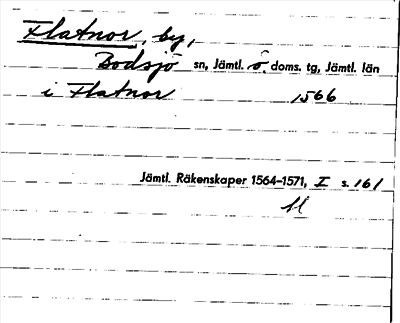 Flatnor, by,
Bodsjö sn, Jämtl. ö. doms. tg, Jämtl. län
i Flatnor 1566
Jämtl. Räkenskaper 1564–1571, I s. 161